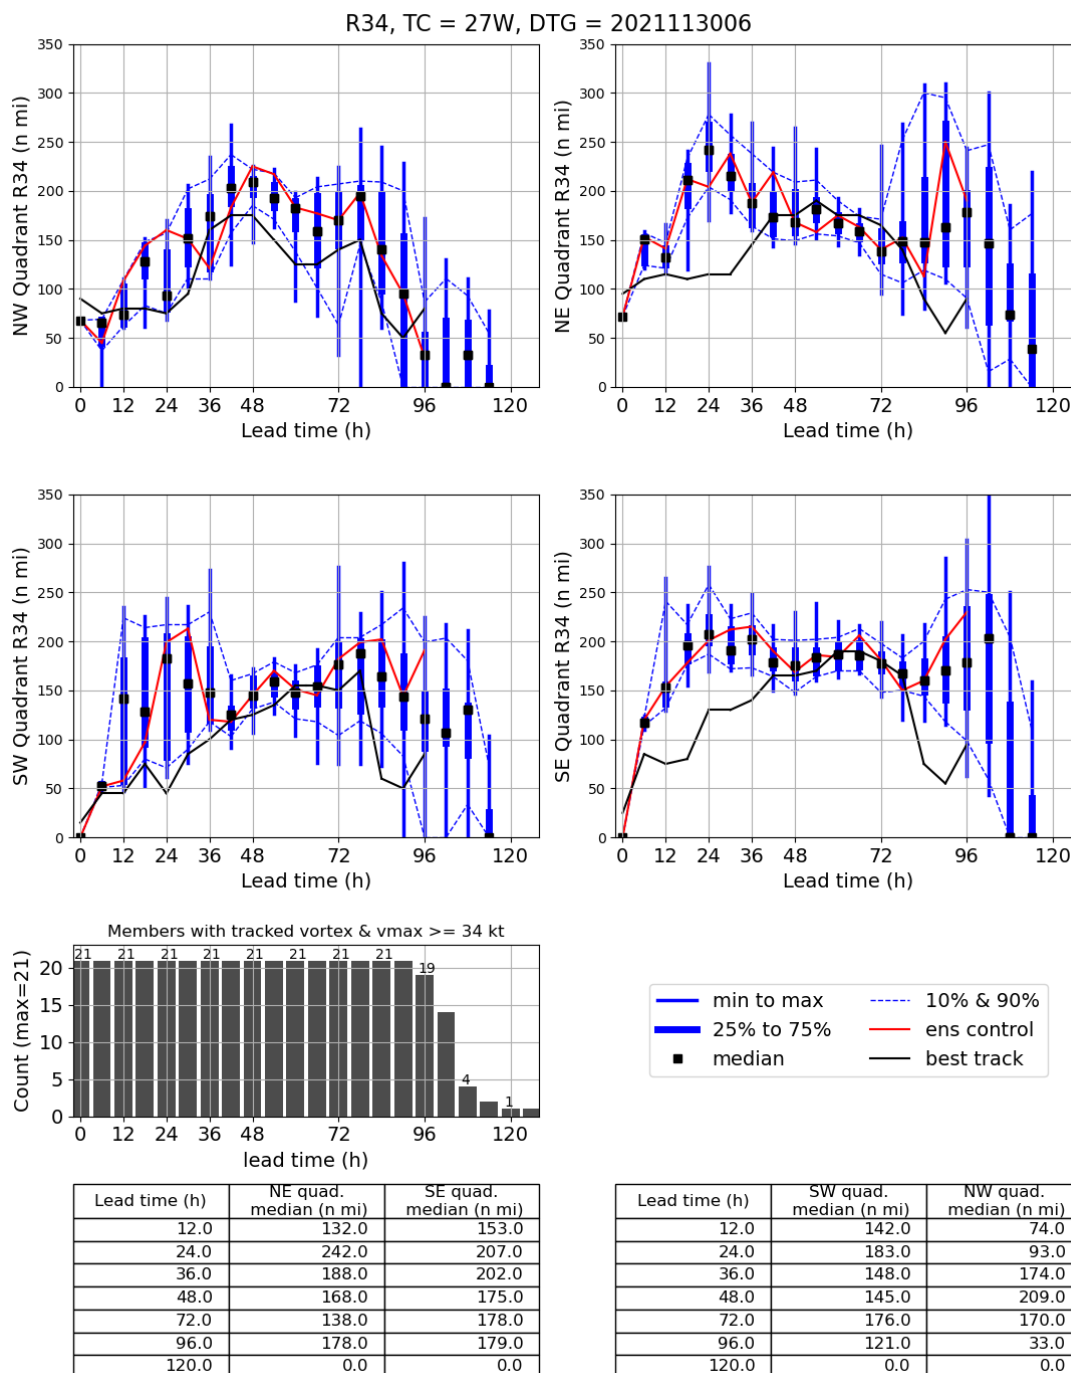 R34, TC = 27W, DTG = 2021113006
350
300
250
200
150
100
50
0
NW Quadrant R34 (n mi)
0 12 24 36 48 72 96 120
Lead time (h)
350
300
250
200
150
100
50
0
NE Quadrant R34 (n mi)
0 12 24 36 48 72 96 120
Lead time (h)
350
300
250
200
150
100
50
0
SW Quadrant R34 (n mi)
0 12 24 36 48 72 96 120
Lead time (h)
350
300
250
200
150
100
50
0
SE Quadrant R34 (n mi)
0 12 24 36 48 72 96 120
Lead time (h)
Members with tracked vortex & vmax >= 34 kt
21 21 21 21 21 21 21 21 19 4 1
20
15
10
5
0
Count (max=21)
0 12 24 36 48 72 96 120
lead time (h)
min to max
25% to 75%
median
10% & 90%
ens control
best track
Lead time (h) NE quad. median (n mi) SE quad. median (n mi)
12.0 132.0 153.0
24.0 242.0 207.0
36.0 188.0 202.0
48.0 168.0 175.0
72.0 138.0 178.0
96.0 178.0 179.0
120.0 0.0 0.0
Lead time (h) SW quad. median (n mi) NW quad. median (n mi)
12.0 142.0 74.0
24.0 183.0 93.0
36.0 148.0 174.0
48.0 145.0 209.0
72.0 176.0 170.0
96.0 121.0 33.0
120.0 0.0 0.0